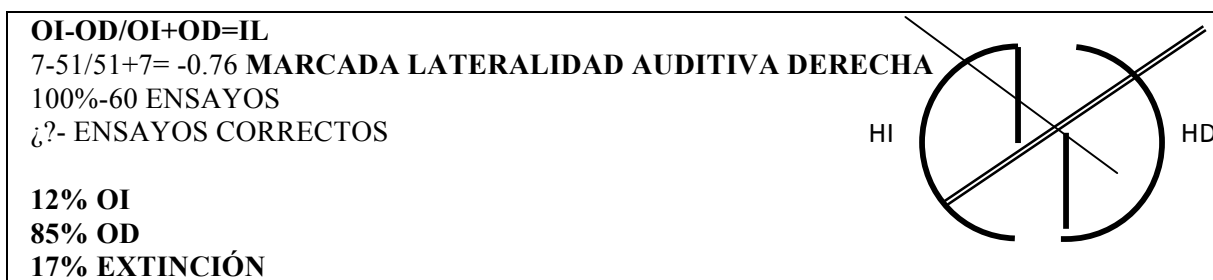 OI-OD/OI+OD=IL
7-51/51+7= -0.76 MARCADA LATERALIDAD AUDITIVA DERECHA
100%-60 ENSAYOS
¿?- ENSAYOS CORRECTOS
HI HD
12% OI
85% OD
17% EXTINCIÓN